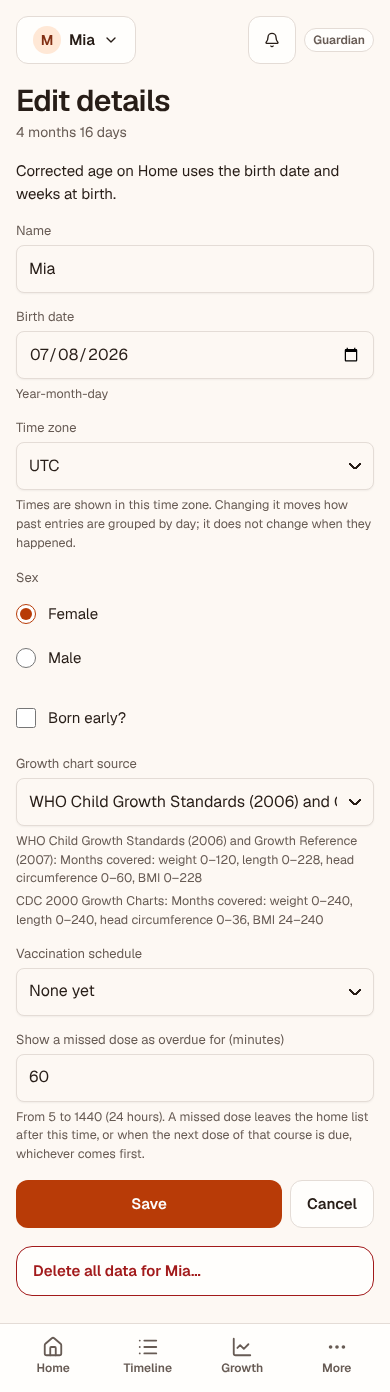 M Mia
Guardian
Edit details
4 months 16 days
Corrected age on Home uses the birth date and
weeks at birth.
Name
Mia
Birth date
07/08/2026
Year-month-day
Time zone
UTC
Times are shown in this time zone. Changing it moves how
past entries are grouped by day; it does not change when they
happened.
Sex
Female
Male
Born early?
Growth chart source
WHO Child Growth Standards (2006) and
WHO Child Growth Standards (2006) and Growth Reference
(2007): Months covered: weight 0–120, length 0–228, head
circumference 0–60, BMI 0–228
CDC 2000 Growth Charts: Months covered: weight 0–240,
length 0–240, head circumference 0–36, BMI 24–240
Vaccination schedule
None yet
Show a missed dose as overdue for (minutes)
60
From 5 to 1440 (24 hours). A missed dose leaves the home list
after this time, or when the next dose of that course is due,
whichever comes first.
Save
Cancel
Delete all data for Mia...
Home
Timeline
Growth
More